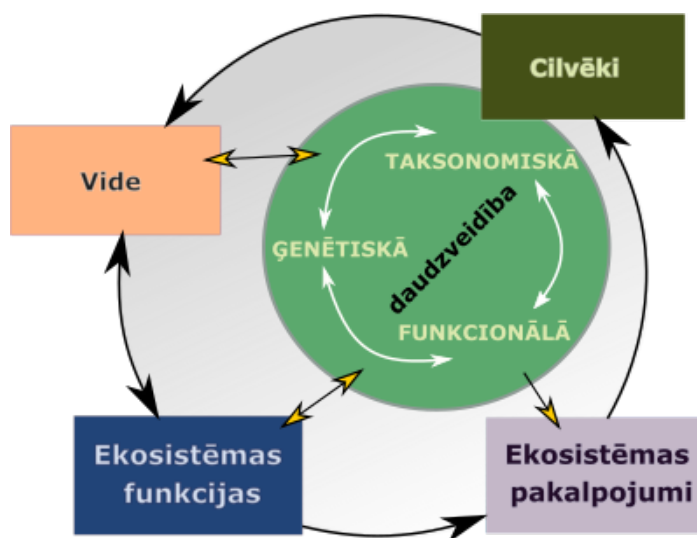 Cilvēki
Vide
TAKSONOMISKĀ
ĢENĒTISKĀ
daudzveidība
FUNKCIONĀLĀ
Ekosistēmas
funkcijas
Ekosistēmas
pakalpojumi